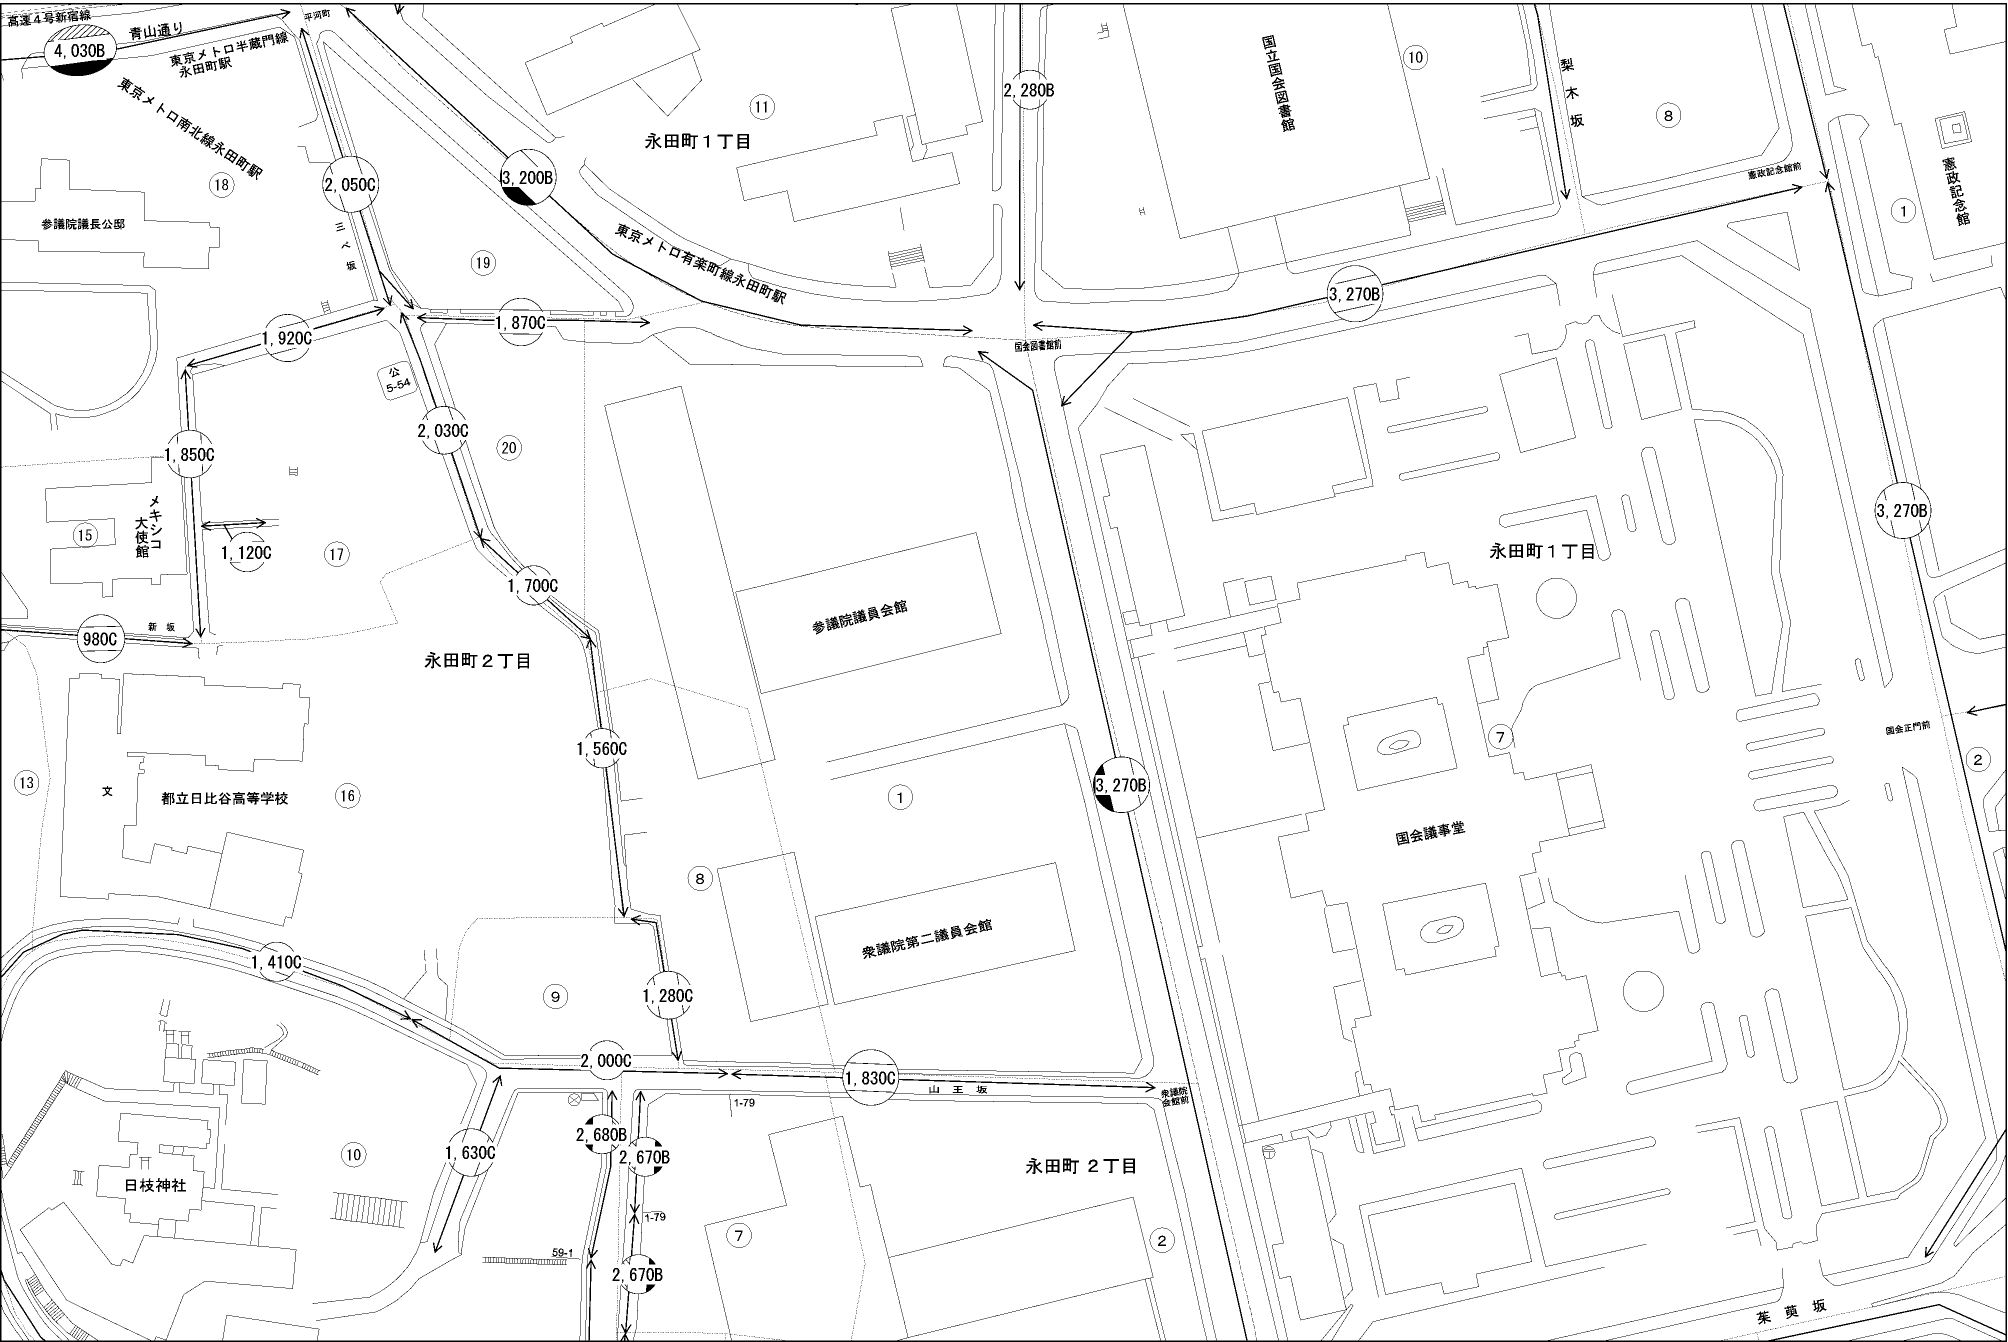 高速４号新宿線
平河町
青山通り
4,030B
東京メトロ半蔵門線
永田町駅
東京メトロ南北線永田町駅
18
参議院議長公邸
2,050C
三べ坂
3,200B
11
永田町１丁目
2,280B
国立国会図書館
10
梨木坂
8
憲政記念館前
1
憲政記念館
19
東京メトロ有楽町線永田町駅
3,270B
1,920C
1,870C
国会図書館前
公
5-54
2,030C
20
1,850C
メキシコ
大使館
15
1,120C
17
3,270B
永田町１丁目
1,700C
参議院議員会館
新坂
980C
永田町２丁目
1,560C
7
国会正門前
2
13
文
都立日比谷高等学校
16
1
3,270B
国会議事堂
8
衆議院第二議員会館
1,410C
9
1,280C
2,000C
1,830C
山王坂
衆議院
会館前
1-79
2,680B
2,670B
1,630C
10
日枝神社
永田町２丁目
1-79
7
2
59-1
2,670B
茱萸坂